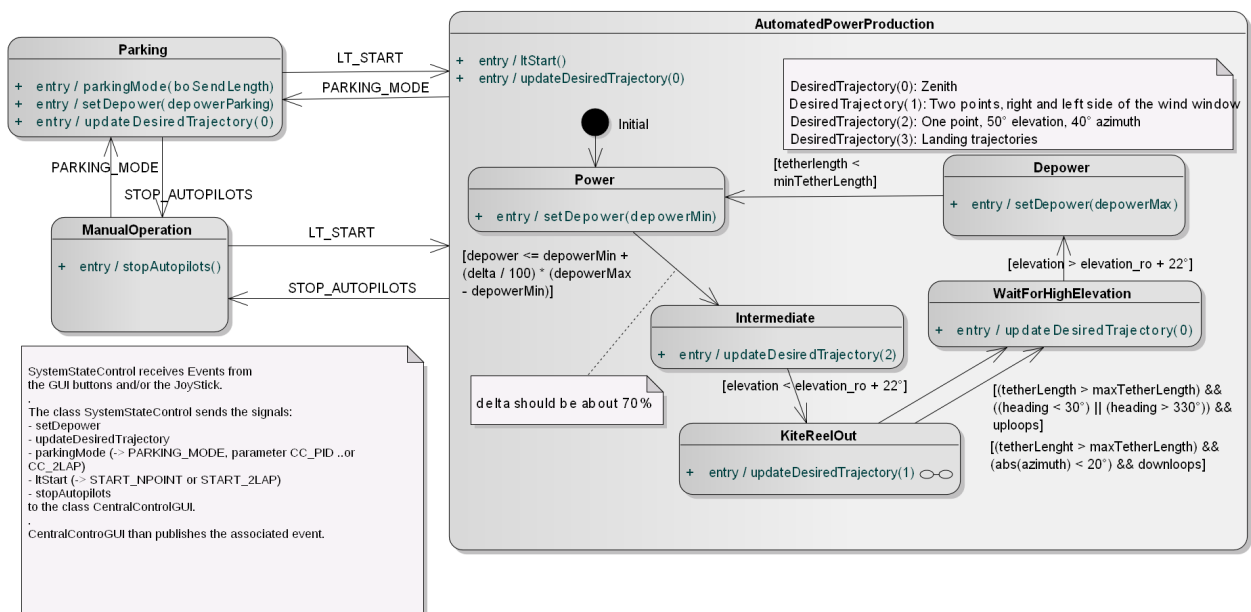 AutomatedPowerProduction
+ entry / ltStart()
+ entry / updateDesiredTrajectory(0)
Parking
+ entry / parkingMode(boSendLength)
+ entry / setDepower(depowerParking)
+ entry / updateDesiredTrajectory(0)
LT_START
PARKING_MODE
DesiredTrajectory(0): Zenith
DesiredTrajectory(1): Two points, right and left side of the wind window
DesiredTrajectory(2): One point, 50° elevation, 40° azimuth
DesiredTrajectory(3): Landing trajectories
Initial
PARKING_MODE
STOP_AUTOPILOTS
[tetherlength <
minTetherLength]
Power
+ entry / setDepower(depowerMin)
Depower
+ entry / setDepower(depowerMax)
ManualOperation
+ entry / stopAutopilots()
LT_START
STOP_AUTOPILOTS
[depower <= depowerMin +
(delta / 100) * (depowerMax
- depowerMin)]
[elevation > elevation_ro + 22°]
WaitForHighElevation
+ entry / updateDesiredTrajectory(0)
Intermediate
+ entry / updateDesiredTrajectory(2)
[elevation < elevation_ro + 22°]
delta should be about 70%
[(tetherLength > maxTetherLength) &&
((heading < 30°) || (heading > 330°)) &&
uploops]
[(tetherLenght > maxTetherLength) &&
(abs(azimuth) < 20°) && downloops]
KiteReelOut
+ entry / updateDesiredTrajectory(1)
SystemStateControl receives Events from
the GUI buttons and/or the JoyStick.
.
The class SystemStateControl sends the signals:
- setDepower
- updateDesiredTrajectory
- parkingMode (-> PARKING_MODE, parameter CC_PID ..or
CC_2LAP)
- ltStart (-> START_NPOINT or START_2LAP)
- stopAutopilots
to the class CentralControlGUI.
.
CentralControGUI than publishes the associated event.